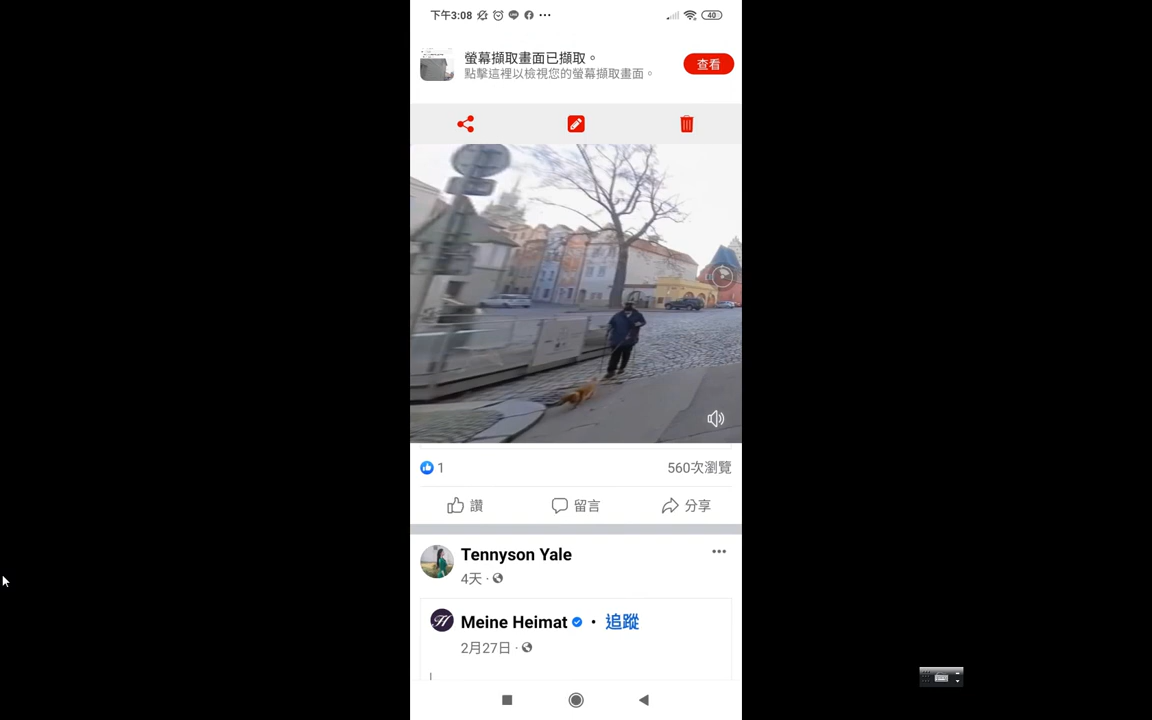 下午3:08
40
螢幕擷取畫面已擷取。
點擊這裡以檢視您的螢幕擷取畫面。
查看
1
560次瀏覽
讚
留言
分享
Tennyson Yale
4天 ·
Meine Heimat · 追蹤
2月27日 ·